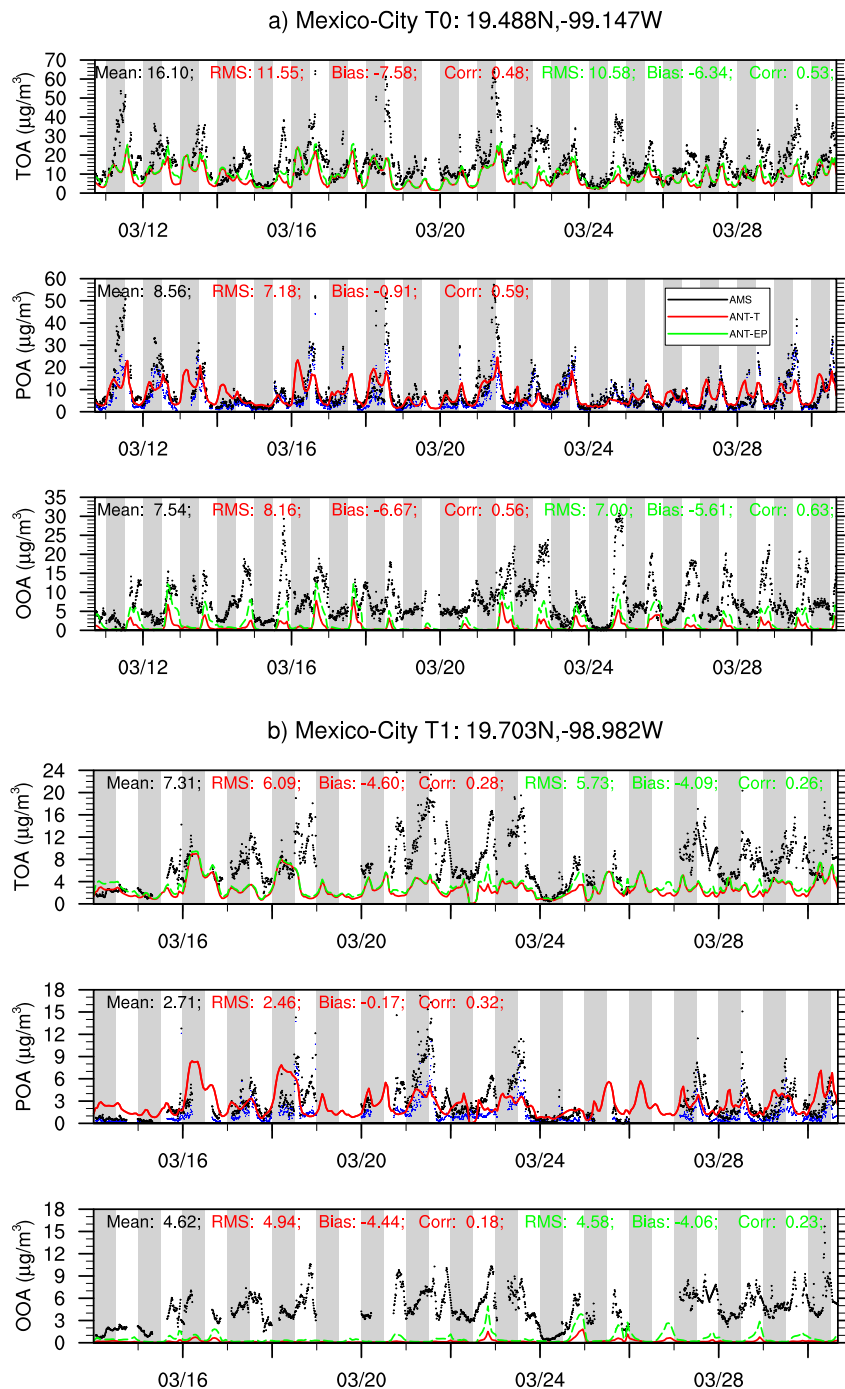 a) Mexico-City T0: 19.488N,-99.147W
Mean: 16.10; RMS: 11.55; Bias: -7.58; Corr: 0.48; RMS: 10.58; Bias: -6.34; Corr: 0.53;
TOA (µg/m³)
70
60
50
40
30
20
10
0
03/12 03/16 03/20 03/24 03/28
Mean: 8.56; RMS: 7.18; Bias: -0.91; Corr: 0.59;
POA (µg/m³)
60
50
40
30
20
10
0
AMS
ANT-T
ANT-EP
03/12 03/16 03/20 03/24 03/28
Mean: 7.54; RMS: 8.16; Bias: -6.67; Corr: 0.56; RMS: 7.00; Bias: -5.61; Corr: 0.63;
OOA (µg/m³)
35
30
25
20
15
10
5
0
03/12 03/16 03/20 03/24 03/28
b) Mexico-City T1: 19.703N,-98.982W
Mean: 7.31; RMS: 6.09; Bias: -4.60; Corr: 0.28; RMS: 5.73; Bias: -4.09; Corr: 0.26;
TOA (µg/m³)
24
20
16
12
8
4
0
03/16 03/20 03/24 03/28
Mean: 2.71; RMS: 2.46; Bias: -0.17; Corr: 0.32;
POA (µg/m³)
18
15
12
9
6
3
0
03/16 03/20 03/24 03/28
Mean: 4.62; RMS: 4.94; Bias: -4.44; Corr: 0.18; RMS: 4.58; Bias: -4.06; Corr: 0.23;
OOA (µg/m³)
18
15
12
9
6
3
0
03/16 03/20 03/24 03/28